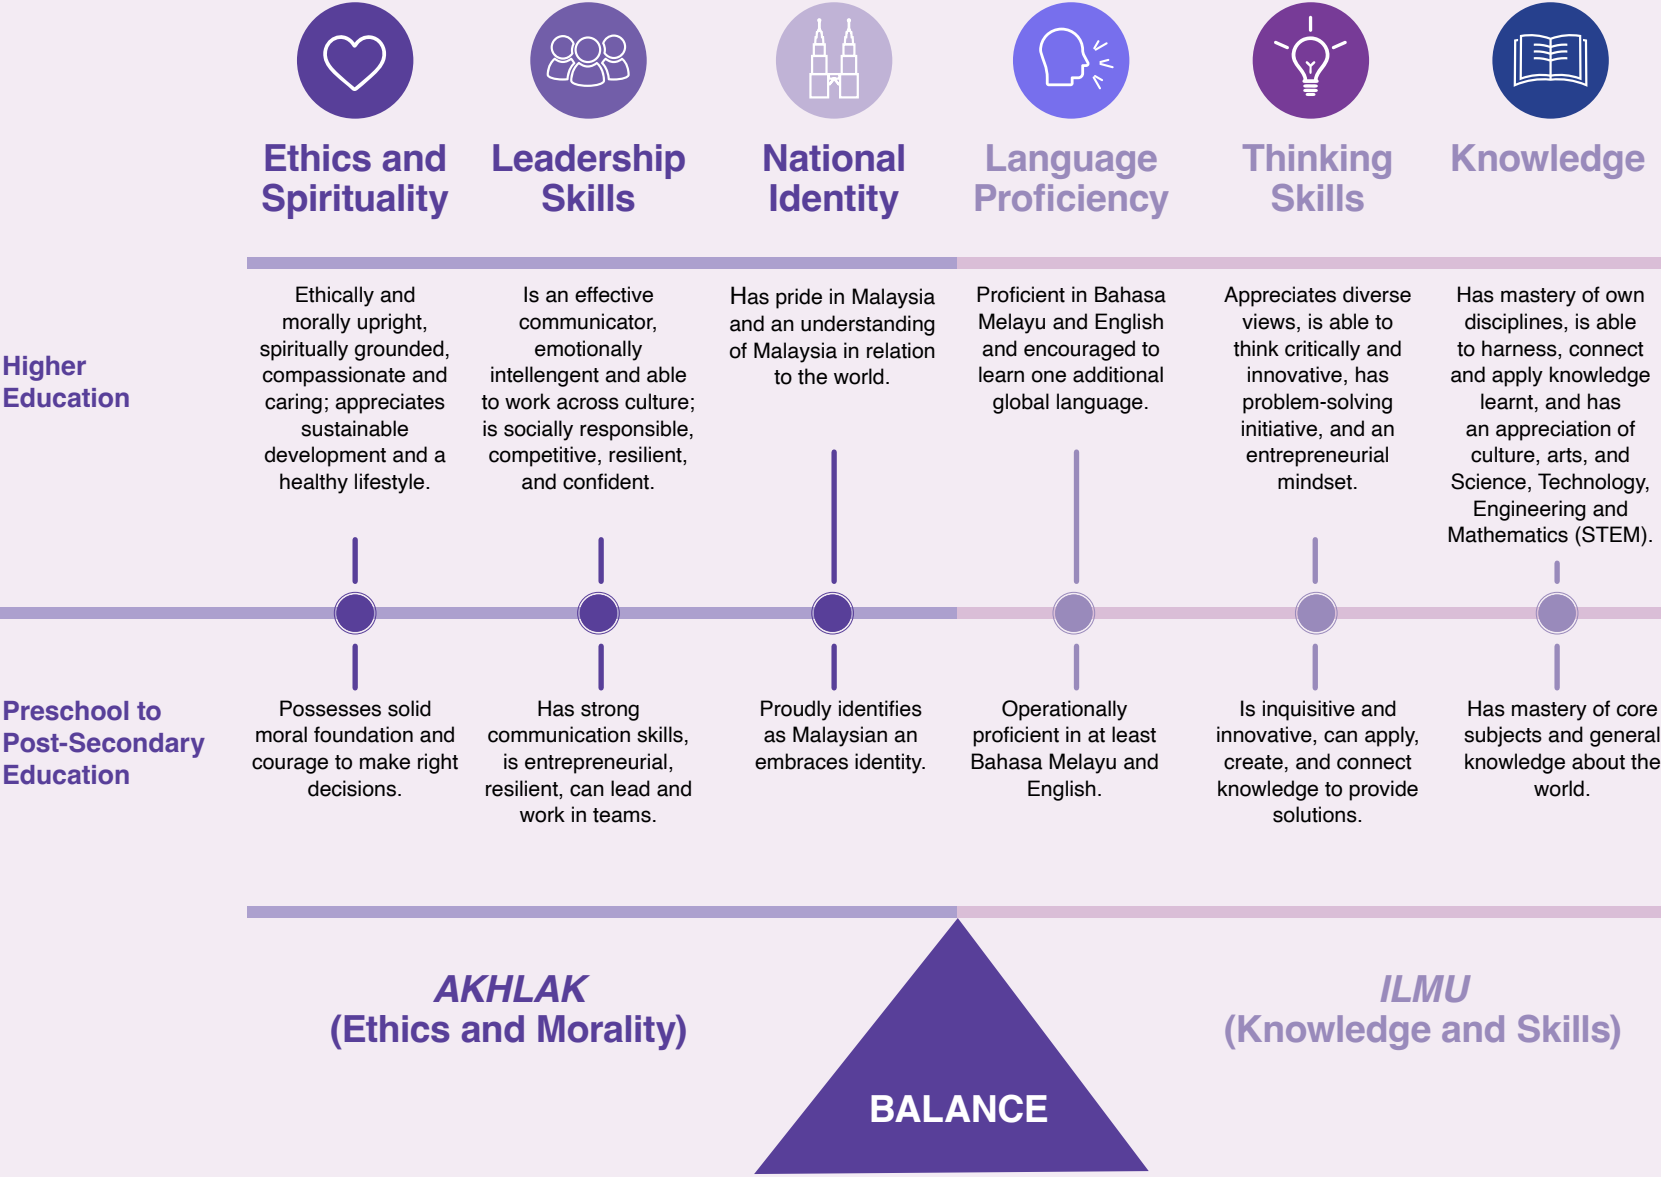 Ethics and
Spirituality
Leadership
Skills
National
Identity
Language
Proficiency
Thinking
Skills
Knowledge
Higher
Education
Ethically and
morally upright,
spiritually grounded,
compassionate and
caring; appreciates
sustainable
development and a
healthy lifestyle.
Is an effective
communicator,
emotionally
intellengent and able
to work across culture;
is socially responsible,
competitive, resilient,
and confident.
Has pride in Malaysia
and an understanding
of Malaysia in relation
to the world.
Proficient in Bahasa
Melayu and English
and encouraged to
learn one additional
global language.
Appreciates diverse
views, is able to
think critically and
innovative, has
problem-solving
initiative, and an
entrepreneurial
mindset.
Has mastery of own
disciplines, is able
to harness, connect
and apply knowledge
learnt, and has
an appreciation of
culture, arts, and
Science, Technology,
Engineering and
Mathematics (STEM).
Preschool to
Post-Secondary
Education
Possesses solid
moral foundation and
courage to make right
decisions.
Has strong
communication skills,
is entrepreneurial,
resilient, can lead and
work in teams.
Proudly identifies
as Malaysian an
embraces identity.
Operationally
proficient in at least
Bahasa Melayu and
English.
Is inquisitive and
innovative, can apply,
create, and connect
knowledge to provide
solutions.
Has mastery of core
subjects and general
knowledge about the
world.
AKHLAK
(Ethics and Morality)
ILMU
(Knowledge and Skills)
BALANCE